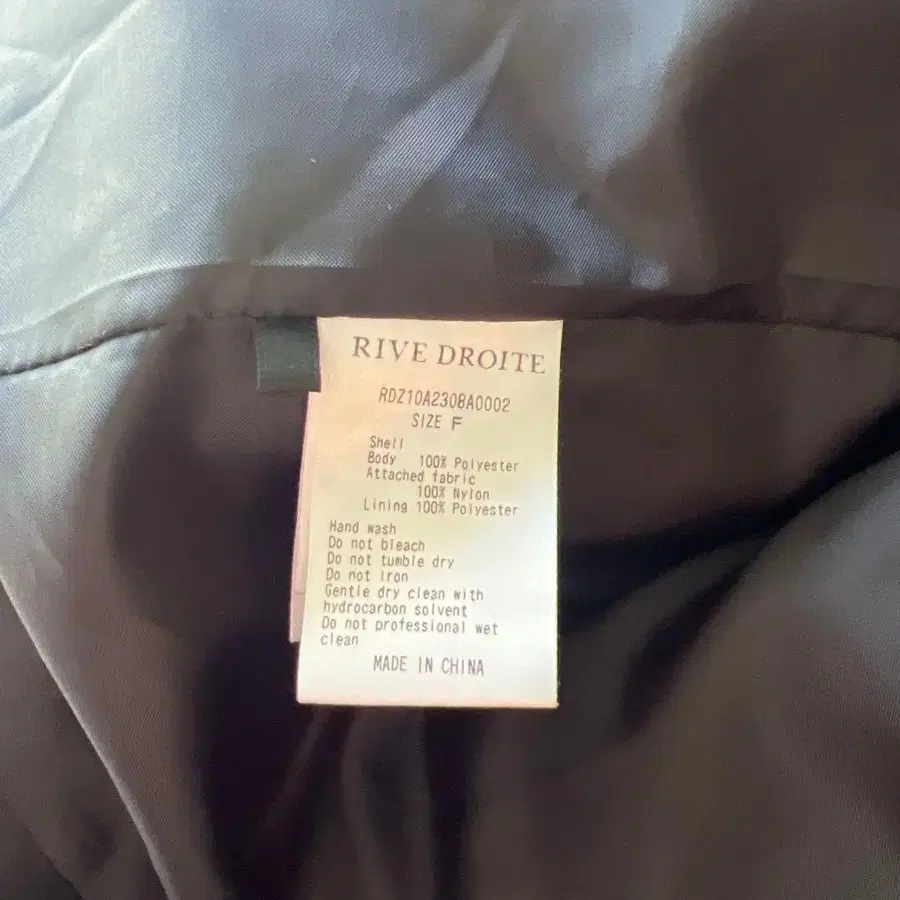 RIVE DROITE
RDZ10A2308A0002
SIZE F
Shell
Body 100% Polyester
Attached fabric
100% Nylon
Lining 100% Polyester
Hand wash
Do not bleach
Do not tumble dry
Do not iron
Gentle dry clean with
hydrocarbon solvent
Do not professional wet
clean
MADE IN CHINA